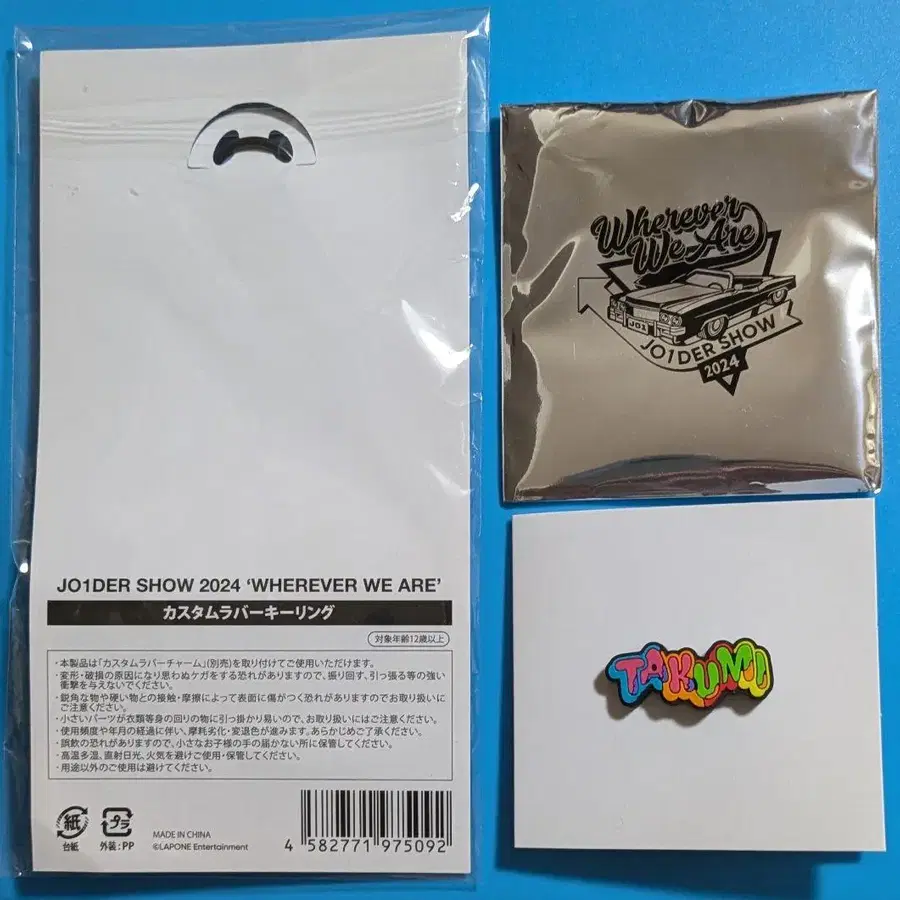 JO1DER SHOW 2024 ‘WHEREVER WE ARE’
カスタムラバーキーリング
対象年齢12歳以上
・本製品は「カスタムラバーチャーム」(別売)を取り付けてご使用いただけます。
・変形・破損の原因になり思わぬケガをする恐れがありますので、振り回す、引っ張る等の強い
衝撃を与えないでください。
・鋭角な物や硬い物との接触・摩擦によって表面に傷がつく恐れがありますのでお取り扱いに
ご注意ください。
・小さいパーツが衣類等身の回りの物に引っ掛かり易いので、お取り扱いにはご注意ください。
・使用頻度や年月の経過に伴い、摩耗劣化・変退色が進みます。あらかじめご了承ください。
・誤飲の恐れがありますので、小さなお子様の手の届かない所に保管してください。
・高温多湿、直射日光、火気を避けご使用・保管してください。
・用途以外のご使用は避けてください。
紙
台紙
プラ
外装:PP
MADE IN CHINA
©LAPONE Entertainment
4 582771 975092
Wherever
We Are
JO1
JO1DER SHOW
2024
TAKUMI